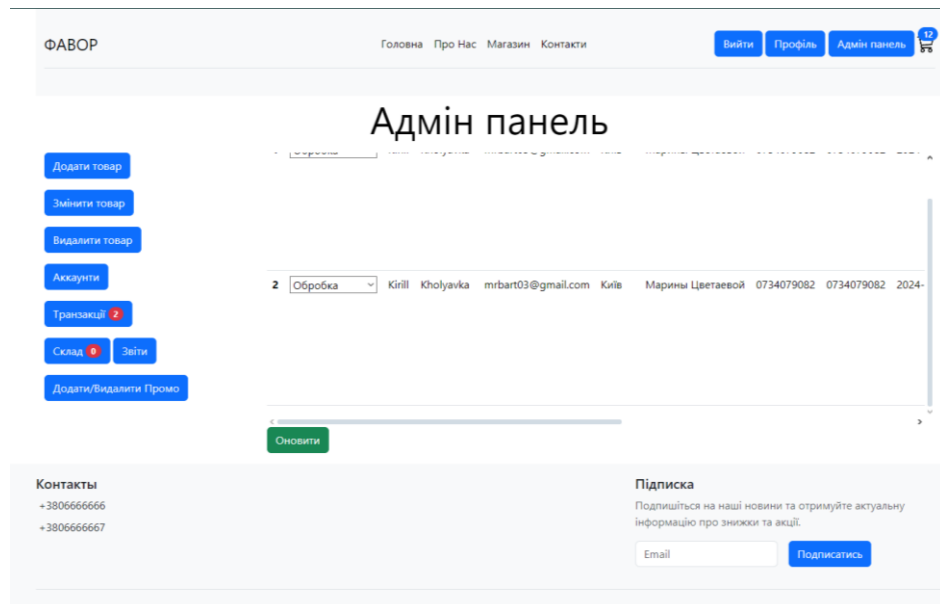 ФАВОР
Головна Про Нас Магазин Контакти
Вийти Профіль Адмін панель 12
Адмін панель
Додати товар
Змінити товар
Видалити товар
Аккаунти
2 Обробка Kirill Kholyavka mrbart03@gmail.com Київ Марины Цветаевой 0734079082 0734079082 2024-
Транзакції 2
Склад 0 Звіти
Додати/Видалити Промо
Оновити
Контакты
+3806666666
+3806666667
Підписка
Подпишіться на наші новини та отримуйте актуальну
інформацію про знижки та акції.
Email
Подписатись